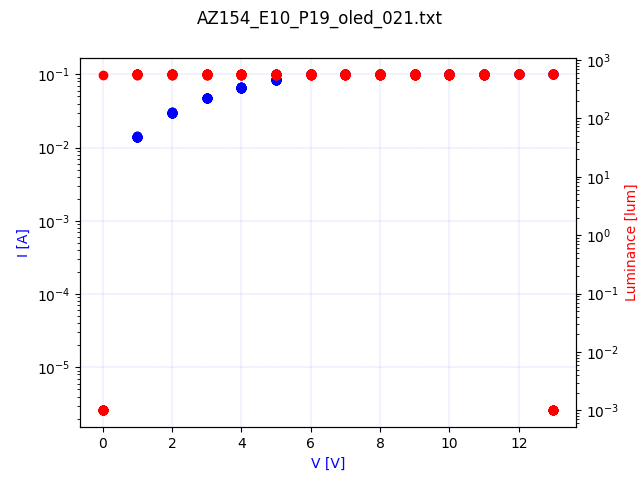 AZ154_E10_P19_oled_021.txt
10⁻¹
10⁻²
10⁻³
10⁻⁴
10⁻⁵
I [A]
10³
10²
10¹
10⁰
10⁻¹
10⁻²
10⁻³
Luminance [lum]
0 2 4 6 8 10 12
V [V]